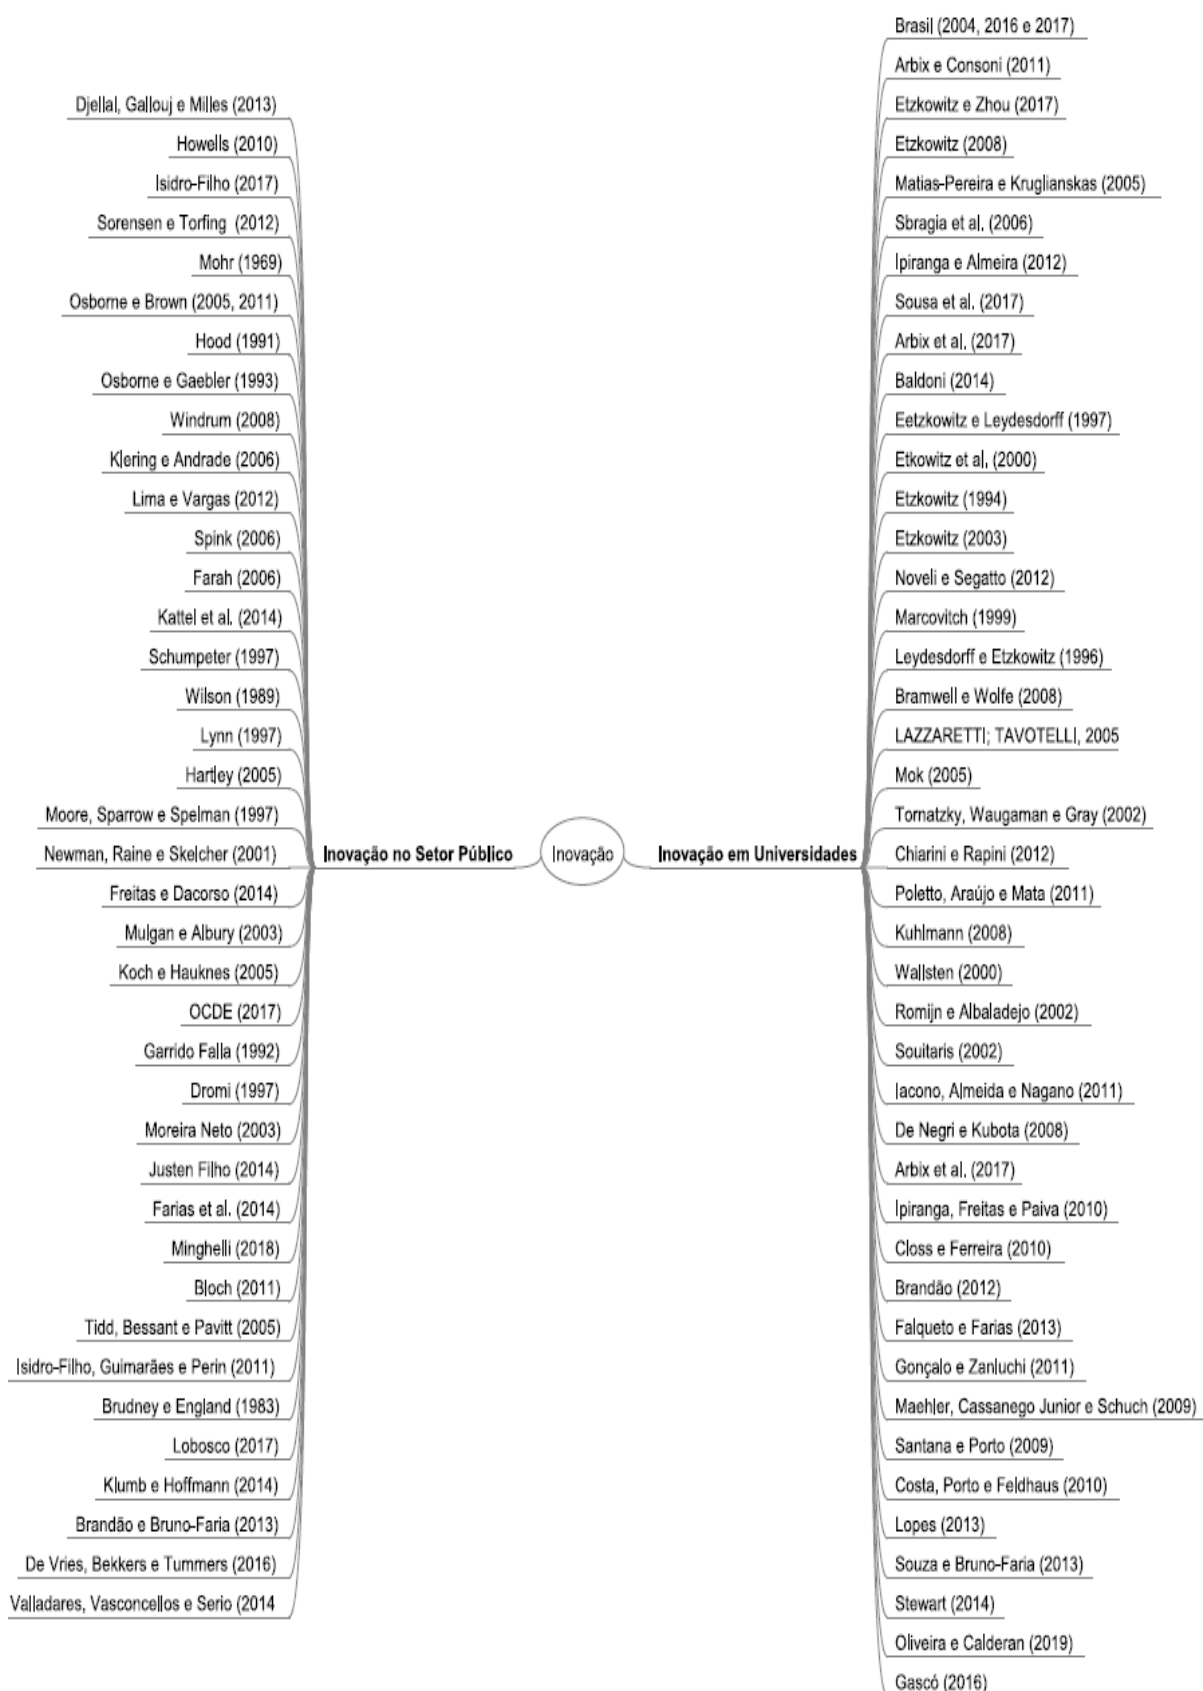 Djellal, Gallouj e Milles (2013)
Howells (2010)
Isidro-Filho (2017)
Sorensen e Torfing (2012)
Mohr (1969)
Osborne e Brown (2005, 2011)
Hood (1991)
Osborne e Gaebler (1993)
Windrum (2008)
Klering e Andrade (2006)
Lima e Vargas (2012)
Spink (2006)
Farah (2006)
Kattel et al. (2014)
Schumpeter (1997)
Wilson (1989)
Lynn (1997)
Hartley (2005)
Moore, Sparrow e Spelman (1997)
Newman, Raine e Skelcher (2001)
Freitas e Dacorso (2014)
Mulgan e Albury (2003)
Koch e Hauknes (2005)
OCDE (2017)
Garrido Falla (1992)
Dromi (1997)
Moreira Neto (2003)
Justen Filho (2014)
Farias et al. (2014)
Minghelli (2018)
Bloch (2011)
Tidd, Bessant e Pavitt (2005)
Isidro-Filho, Guimarães e Perin (2011)
Brudney e England (1983)
Lobosco (2017)
Klumb e Hoffmann (2014)
Brandão e Bruno-Faria (2013)
De Vries, Bekkers e Tummers (2016)
Valladares, Vasconcellos e Serio (2014
Inovação no Setor Público
Inovação
Inovação em Universidades
Brasil (2004, 2016 e 2017)
Arbix e Consoni (2011)
Etzkowitz e Zhou (2017)
Etzkowitz (2008)
Matias-Pereira e Kruglianskas (2005)
Sbragia et al. (2006)
Ipiranga e Almeira (2012)
Sousa et al. (2017)
Arbix et al. (2017)
Baldoni (2014)
Eetzkowitz e Leydesdorff (1997)
Etkowitz et al. (2000)
Etzkowitz (1994)
Etzkowitz (2003)
Noveli e Segatto (2012)
Marcovitch (1999)
Leydesdorff e Etzkowitz (1996)
Bramwell e Wolfe (2008)
LAZZARETTI; TAVOTELLI, 2005
Mok (2005)
Tornatzky, Waugaman e Gray (2002)
Chiarini e Rapini (2012)
Poletto, Araújo e Mata (2011)
Kuhlmann (2008)
Wallsten (2000)
Romijn e Albaladejo (2002)
Souitaris (2002)
Iacono, Almeida e Nagano (2011)
De Negri e Kubota (2008)
Arbix et al. (2017)
Ipiranga, Freitas e Paiva (2010)
Closs e Ferreira (2010)
Brandão (2012)
Falqueto e Farias (2013)
Gonçalo e Zanluchi (2011)
Maehler, Cassanego Junior e Schuch (2009)
Santana e Porto (2009)
Costa, Porto e Feldhaus (2010)
Lopes (2013)
Souza e Bruno-Faria (2013)
Stewart (2014)
Oliveira e Calderan (2019)
Gascó (2016)